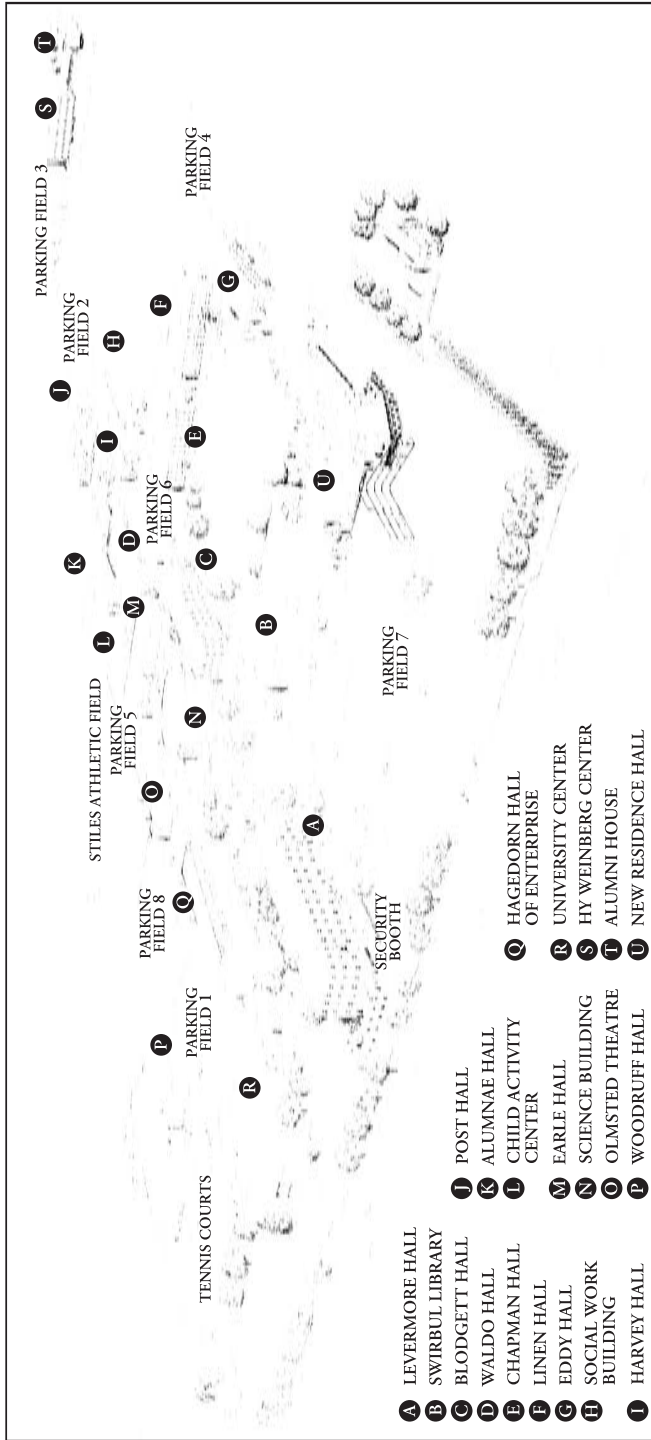 T
S
PARKING FIELD 3
PARKING
FIELD 4
G
F
PARKING
FIELD 2
H
J
I
E
U
K
D
PARKING
FIELD 6
C
L
M
B
PARKING
FIELD 7
STILES ATHLETIC FIELD
PARKING
FIELD 5
N
O
A
PARKING
FIELD 8
Q
SECURITY
BOOTH
P
PARKING
FIELD 1
R
TENNIS COURTS
A LEVERMORE HALL
B SWIRBUL LIBRARY
C BLODGETT HALL
D WALDO HALL
E CHAPMAN HALL
F LINEN HALL
G EDDY HALL
H SOCIAL WORK
BUILDING
I HARVEY HALL
J POST HALL
K ALUMNAE HALL
L CHILD ACTIVITY
CENTER
M EARLE HALL
N SCIENCE BUILDING
O OLMSTED THEATRE
P WOODRUFF HALL
Q HAGEDORN HALL
OF ENTERPRISE
R UNIVERSITY CENTER
S HY WEINBERG CENTER
T ALUMNI HOUSE
U NEW RESIDENCE HALL